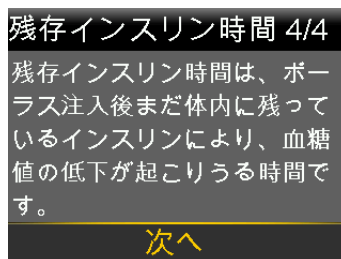 残存インスリン時間 4/4
残存インスリン時間は、ボー
ラス注入後まだ体内に残って
いるインスリンにより、血糖
値の低下が起こりうる時間で
す。
次へ